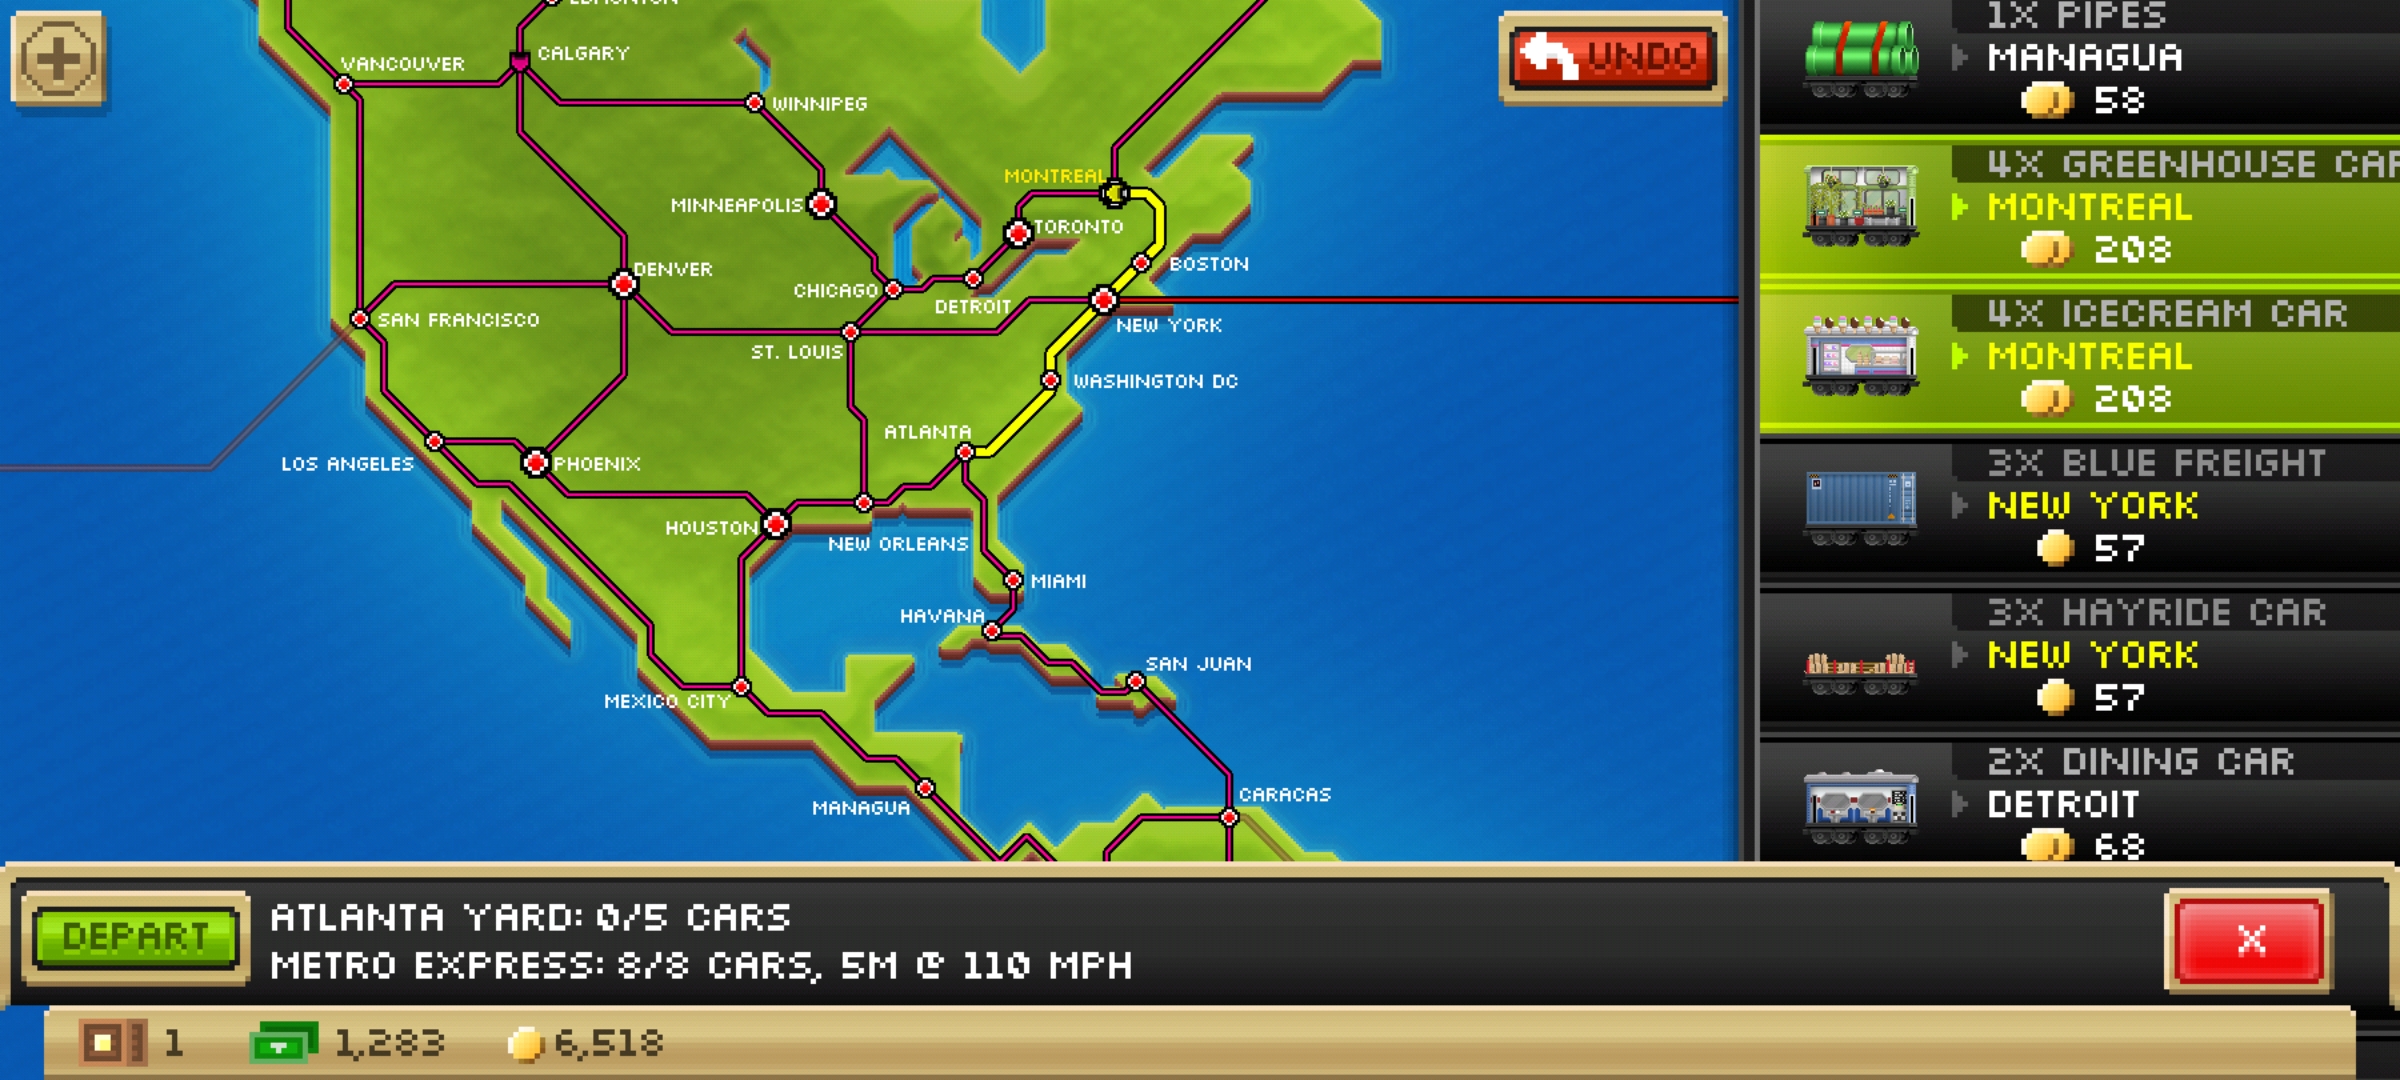 EDMONTON
CALGARY
VANCOUVER
WINNIPEG
MONTREAL
MINNEAPOLIS
TORONTO
BOSTON
DENVER
CHICAGO
DETROIT
SAN FRANCISCO
NEW YORK
ST. LOUIS
WASHINGTON DC
ATLANTA
LOS ANGELES
PHOENIX
HOUSTON
NEW ORLEANS
MIAMI
HAVANA
SAN JUAN
MEXICO CITY
CARACAS
MANAGUA
UNDO
1X PIPES
MANAGUA
58
4X GREENHOUSE CAR
MONTREAL
208
4X ICECREAM CAR
MONTREAL
208
3X BLUE FREIGHT
NEW YORK
57
3X HAYRIDE CAR
NEW YORK
57
2X DINING CAR
DETROIT
68
DEPART
ATLANTA YARD: 0/5 CARS
METRO EXPRESS: 8/8 CARS, 5M @ 110 MPH
X
1
1,283
6,518